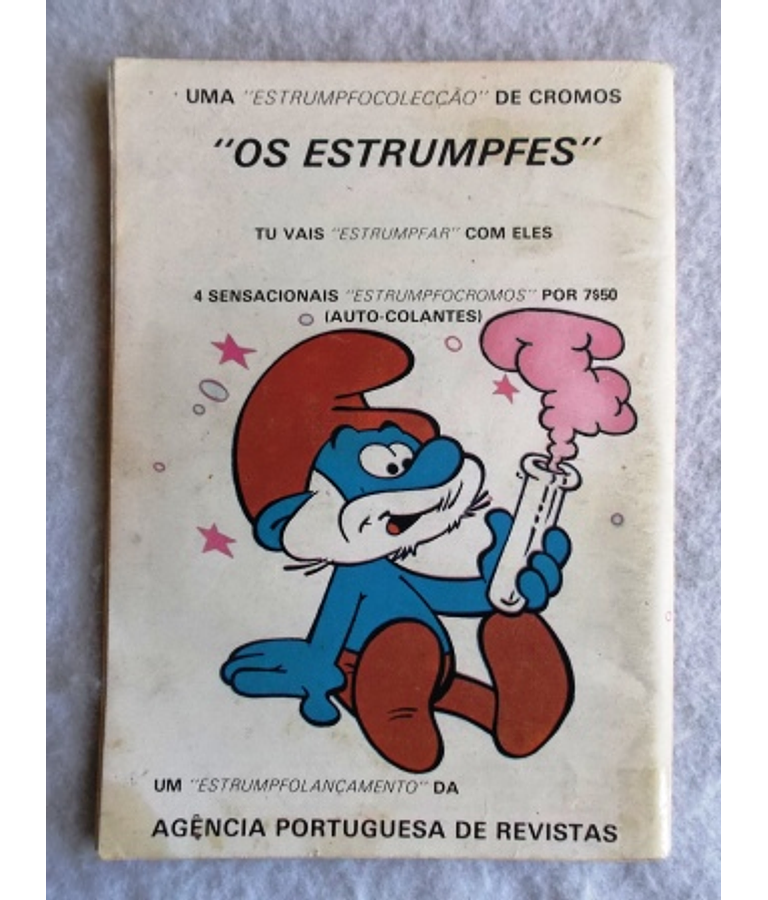 UMA "ESTRUMPFOCOLECÇÃO" DE CROMOS
"OS ESTRUMPFES"
TU VAIS "ESTRUMPFAR" COM ELES
4 SENSACIONAIS "ESTRUMPFOCROMOS" POR 7$50
(AUTO-COLANTES)
UM "ESTRUMPFOLANÇAMENTO" DA
AGÊNCIA PORTUGUESA DE REVISTAS